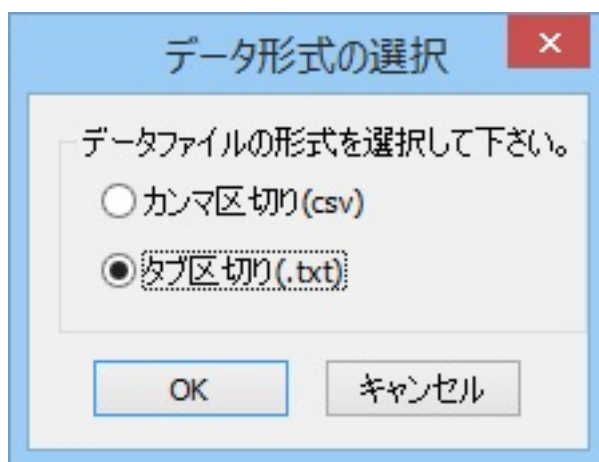 データ形式の選択
データファイルの形式を選択して下さい。
カンマ区切り(csv)
タブ区切り(.txt)
OK
キャンセル